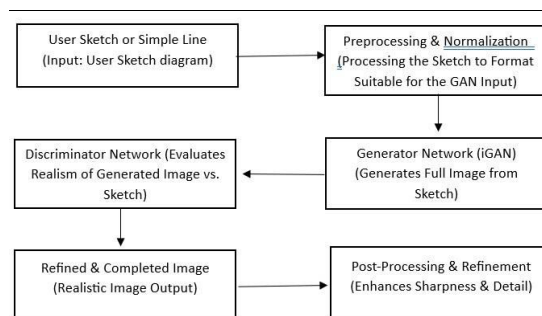 User Sketch or Simple Line
(Input: User Sketch diagram)
Preprocessing & Normalization
(Processing the Sketch to Format
Suitable for the GAN Input)
Generator Network (iGAN)
(Generates Full Image from
Sketch)
Discriminator Network (Evaluates
Realism of Generated Image vs.
Sketch)
Refined & Completed Image
(Realistic Image Output)
Post-Processing & Refinement
(Enhances Sharpness & Detail)